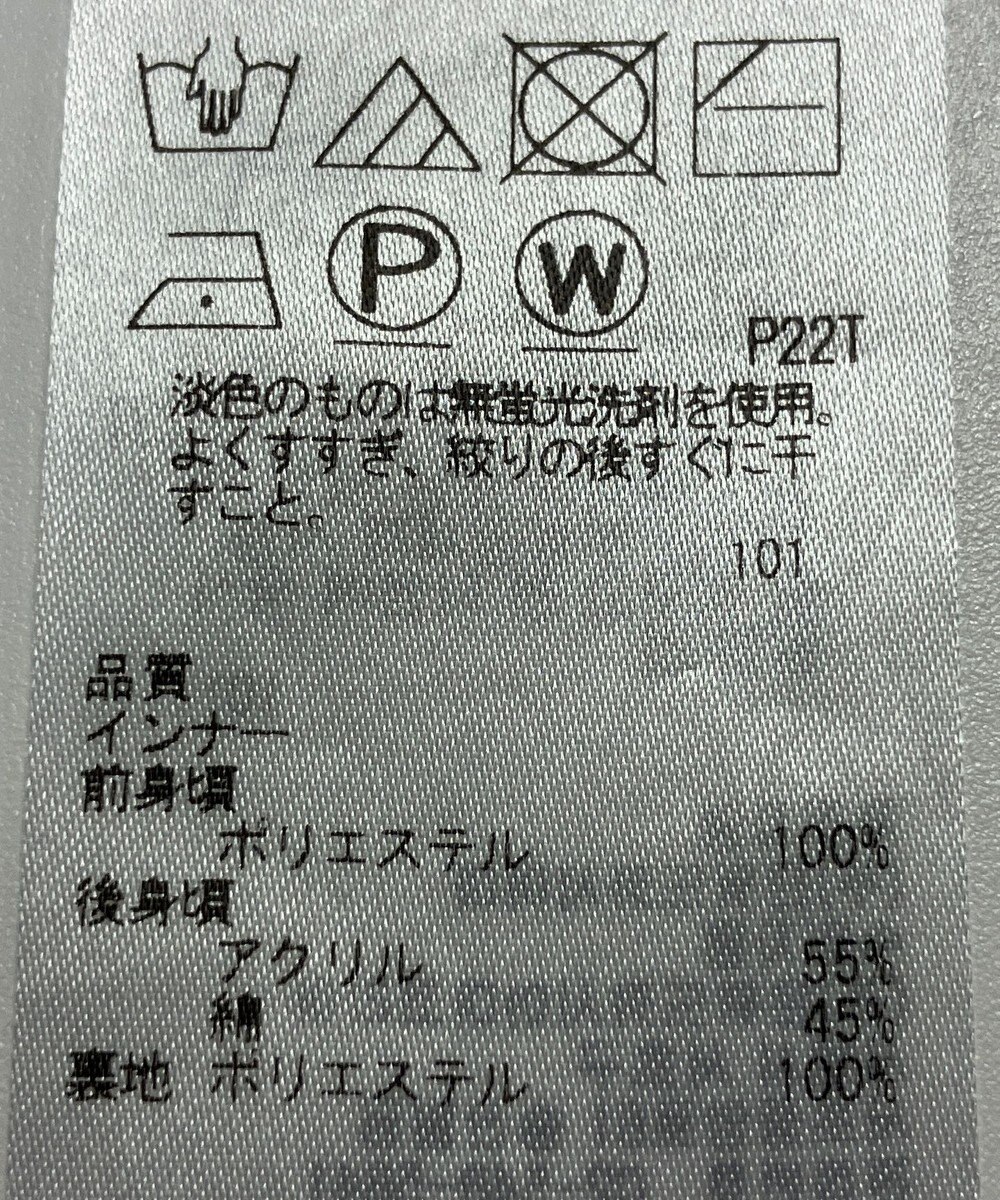 P
W
P22T
淡色のものは無蛍光洗剤を使用。
よくすすぎ、絞りの後すぐに干
すこと。
101
品質
インナー
前身頃
ポリエステル 100%
後身頃
アクリル 55%
綿 45%
裏地 ポリエステル 100%